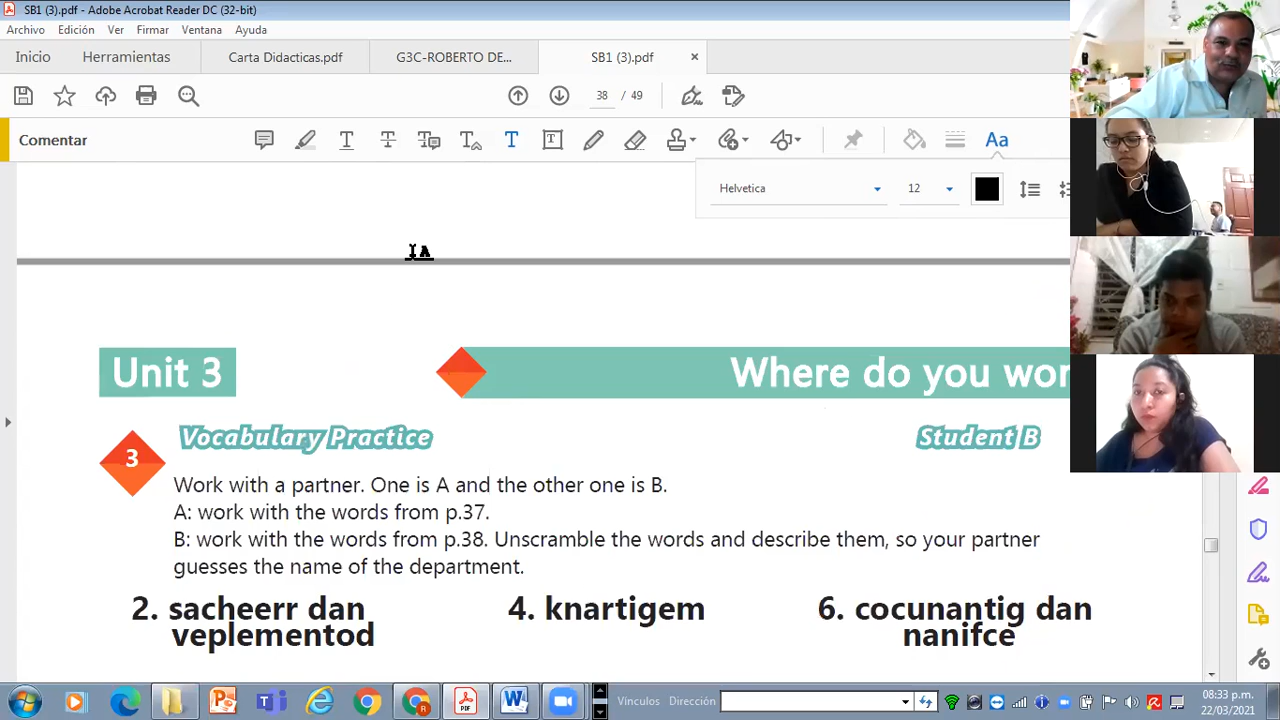 SB1 (3).pdf - Adobe Acrobat Reader DC (32-bit)
Archivo Edición Ver Firmar Ventana Ayuda
Inicio Herramientas Carta Didacticas.pdf G3C-ROBERT DE... SB1 (3).pdf ×
38 / 49
Comentar
Aa
Helvetica 12
Unit 3
Where do you wor
3
Vocabulary Practice
Student B
Work with a partner. One is A and the other one is B.
A: work with the words from p.37.
B: work with the words from p.38. Unscramble the words and describe them, so your partner
guesses the name of the department.
2. sacheerr dan 4. knartigem 6. cocunantig dan
veplementod nanifce
Vínculos Dirección
08:33 p.m.
22/03/2021